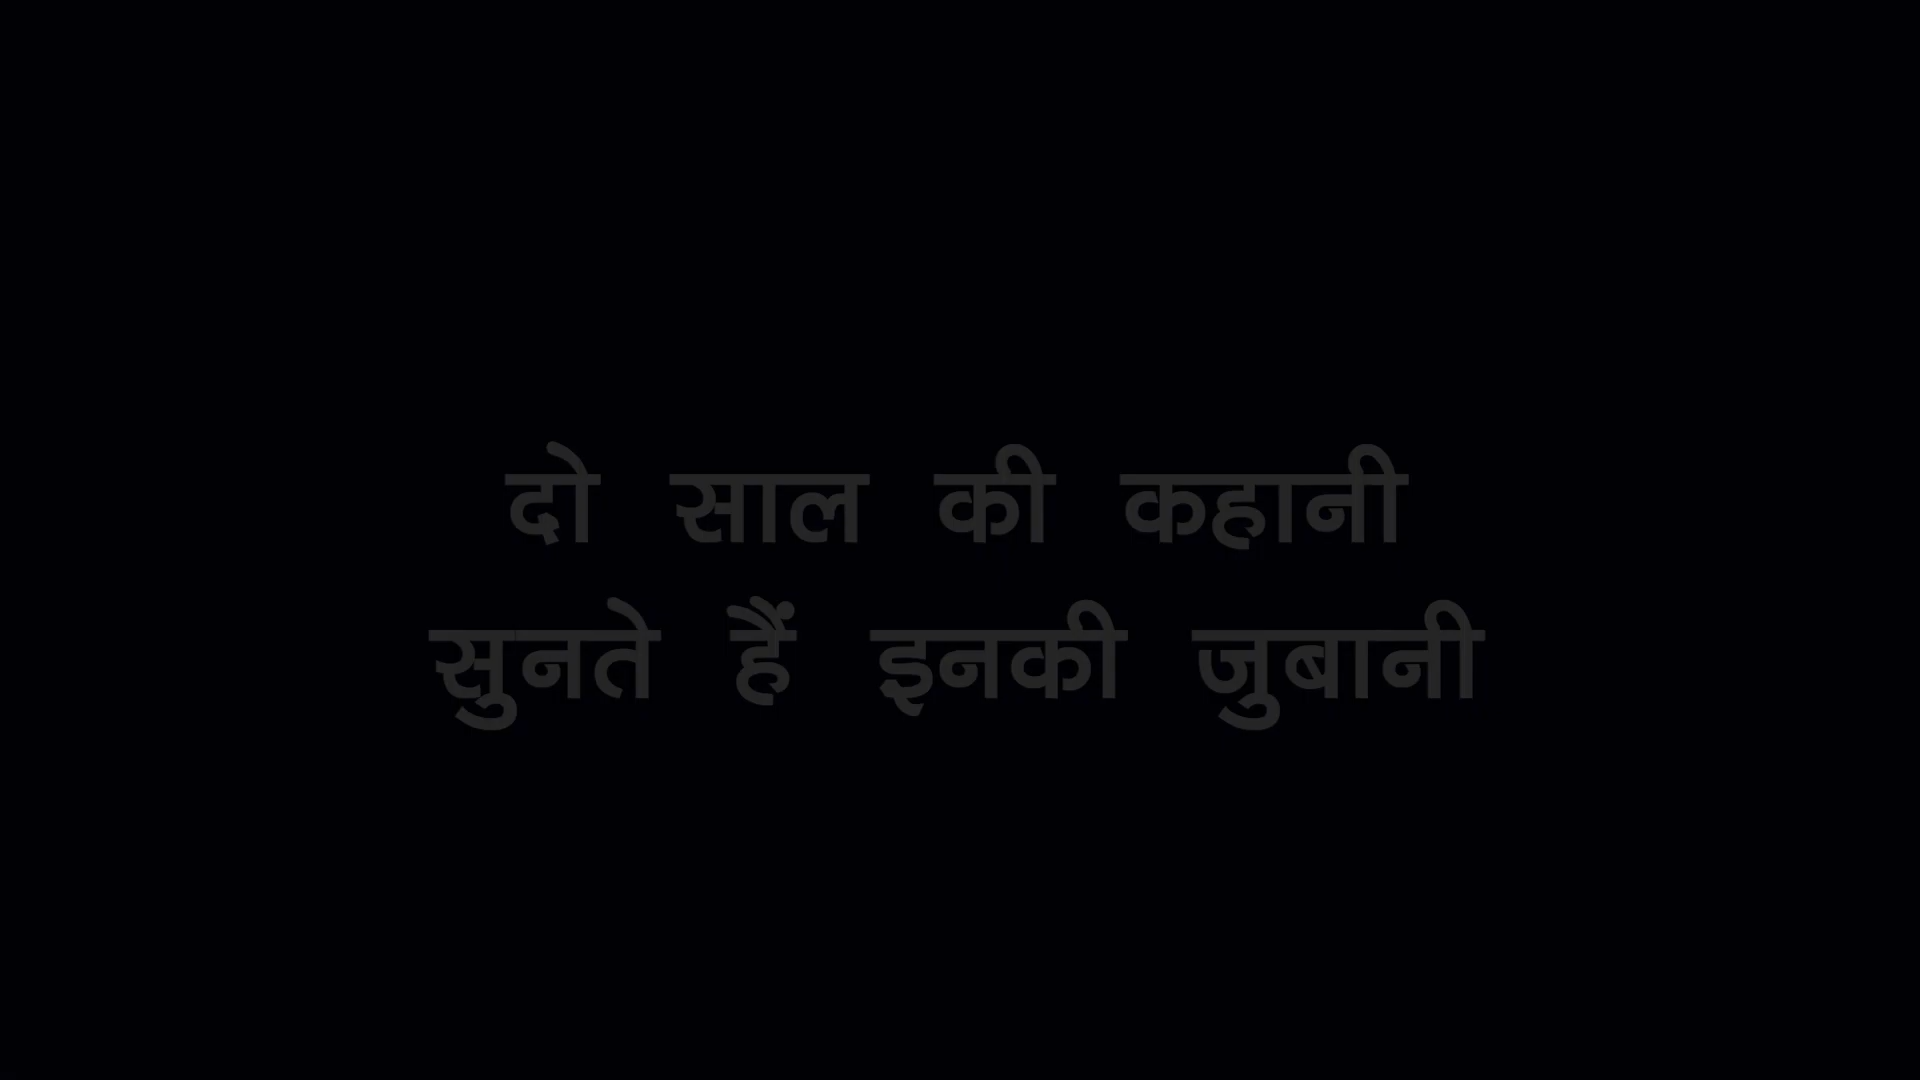 दो साल की कहानी
सुनते हैं इनकी जुबानी